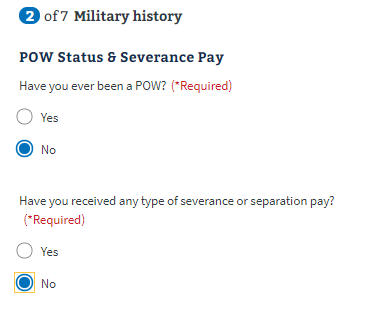 2 of 7 Military history
POW Status & Severance Pay
Have you ever been a POW? (*Required)
Yes
No
Have you received any type of severance or separation pay?
(*Required)
Yes
No